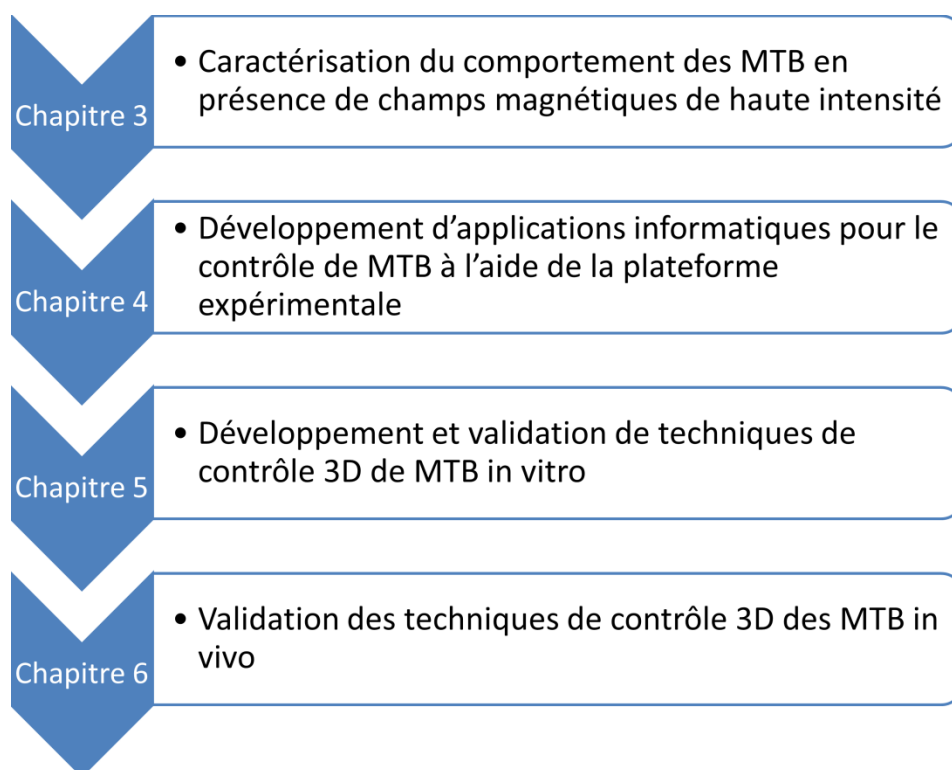 Chapitre 3
• Caractérisation du comportement des MTB en
présence de champs magnétiques de haute intensité
Chapitre 4
• Développement d’applications informatiques pour le
contrôle de MTB à l’aide de la plateforme
expérimentale
Chapitre 5
• Développement et validation de techniques de
contrôle 3D de MTB in vitro
Chapitre 6
• Validation des techniques de contrôle 3D des MTB in
vivo